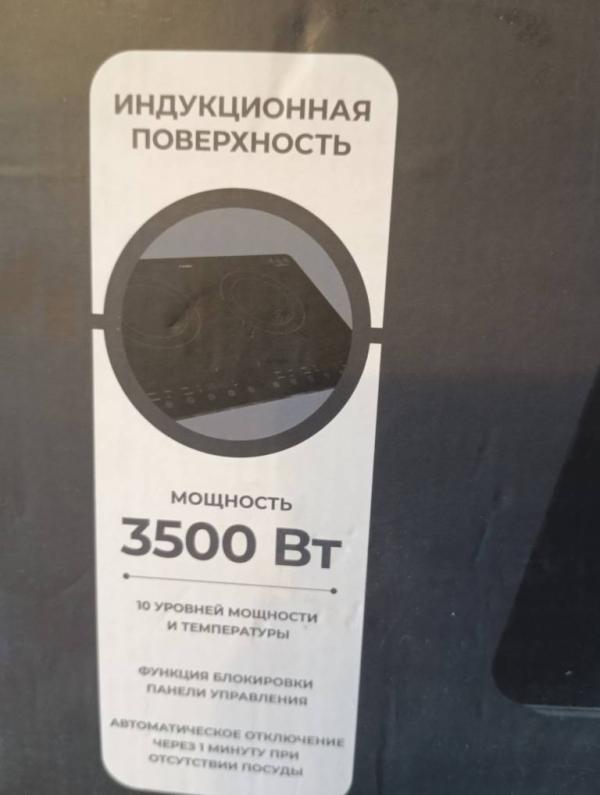 ИНДУКЦИОННАЯ
ПОВЕРХНОСТЬ
МОЩНОСТЬ
3500 Вт
10 УРОВНЕЙ МОЩНОСТИ
И ТЕМПЕРАТУРЫ
ФУНКЦИЯ БЛОКИРОВКИ
ПАНЕЛИ УПРАВЛЕНИЯ
АВТОМАТИЧЕСКОЕ ОТКЛЮЧЕНИЕ
ЧЕРЕЗ 1 МИНУТУ ПРИ
ОТСУТСТВИИ ПОСУДЫ